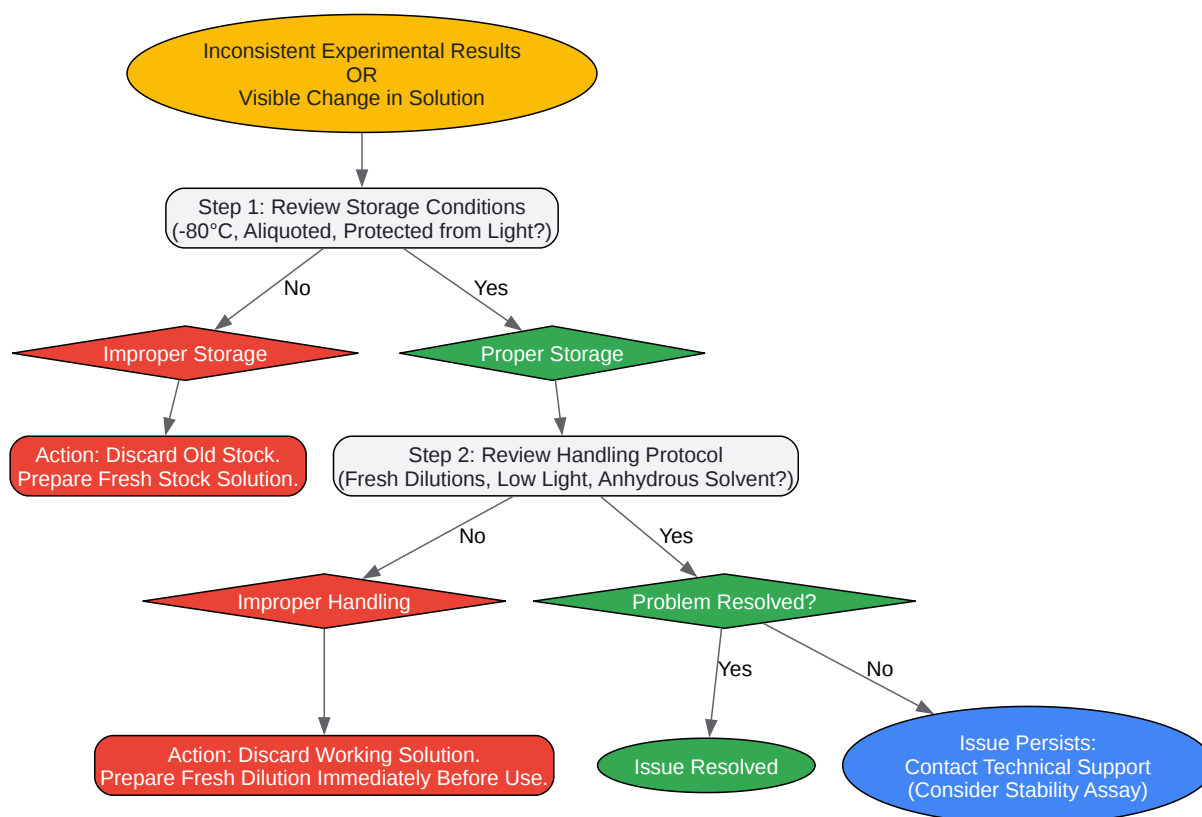 Inconsistent Experimental Results
OR
Visible Change in Solution
Step 1: Review Storage Conditions
(-80°C, Aliquoted, Protected from Light?)
No
Yes
Improper Storage
Proper Storage
Action: Discard Old Stock.
Prepare Fresh Stock Solution.
Step 2: Review Handling Protocol
(Fresh Dilutions, Low Light, Anhydrous Solvent?)
No
Yes
Improper Handling
Problem Resolved?
Yes
No
Action: Discard Working Solution.
Prepare Fresh Dilution Immediately Before Use.
Issue Resolved
Issue Persists:
Contact Technical Support
(Consider Stability Assay)